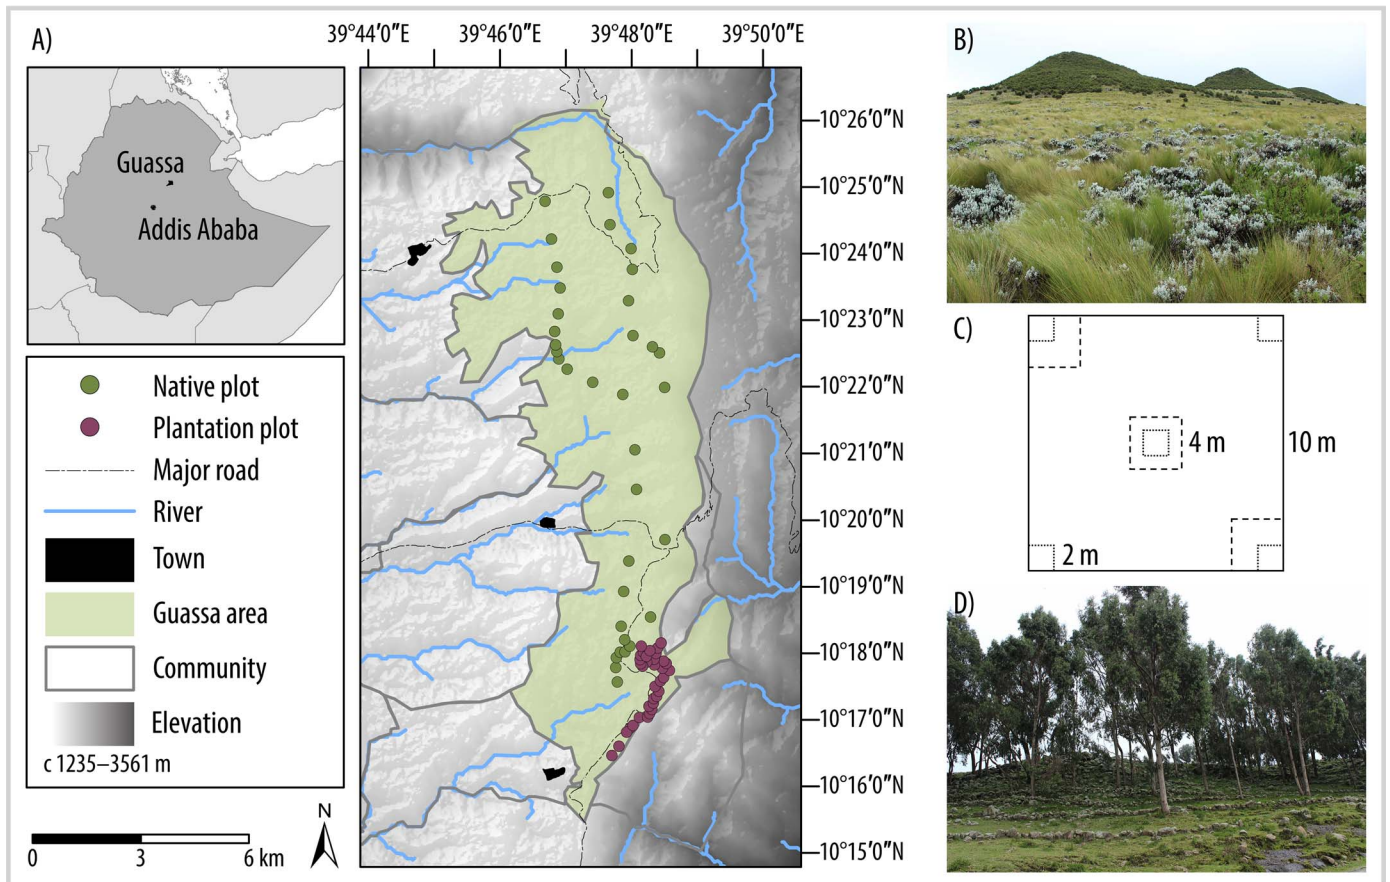 A)
39°44′0″E 39°46′0″E 39°48′0″E 39°50′0″E
Guassa
Addis Ababa
10°26′0″N
10°25′0″N
10°24′0″N
10°23′0″N
10°22′0″N
10°21′0″N
10°20′0″N
10°19′0″N
10°18′0″N
10°17′0″N
10°16′0″N
10°15′0″N
Native plot
Plantation plot
Major road
River
Town
Guassa area
Community
Elevation
c 1235–3561 m
N
0 3 6 km
B)
C)
4 m
10 m
2 m
D)